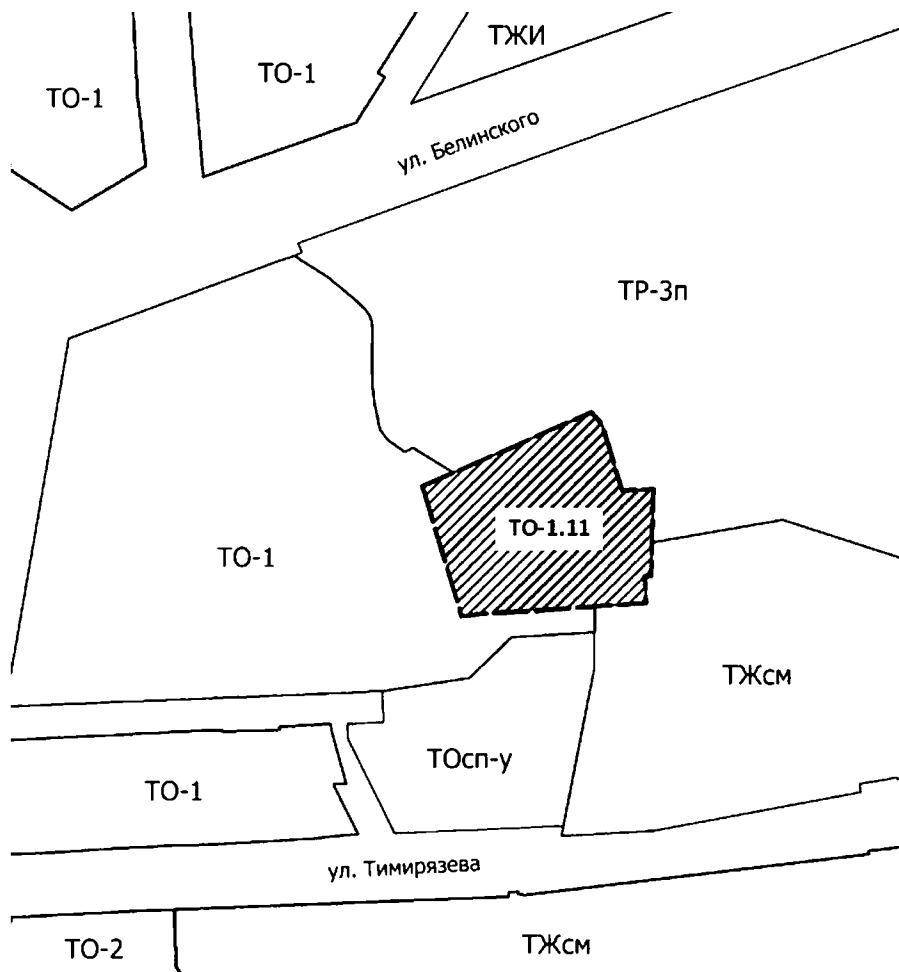 ТЖИ
ТО-1
ТО-1
ул. Белинского
ТР-3п
ТО-1.11
ТО-1
ТЖсм
ТОсп-у
ТО-1
ул. Тимирязева
ТО-2
ТЖсм